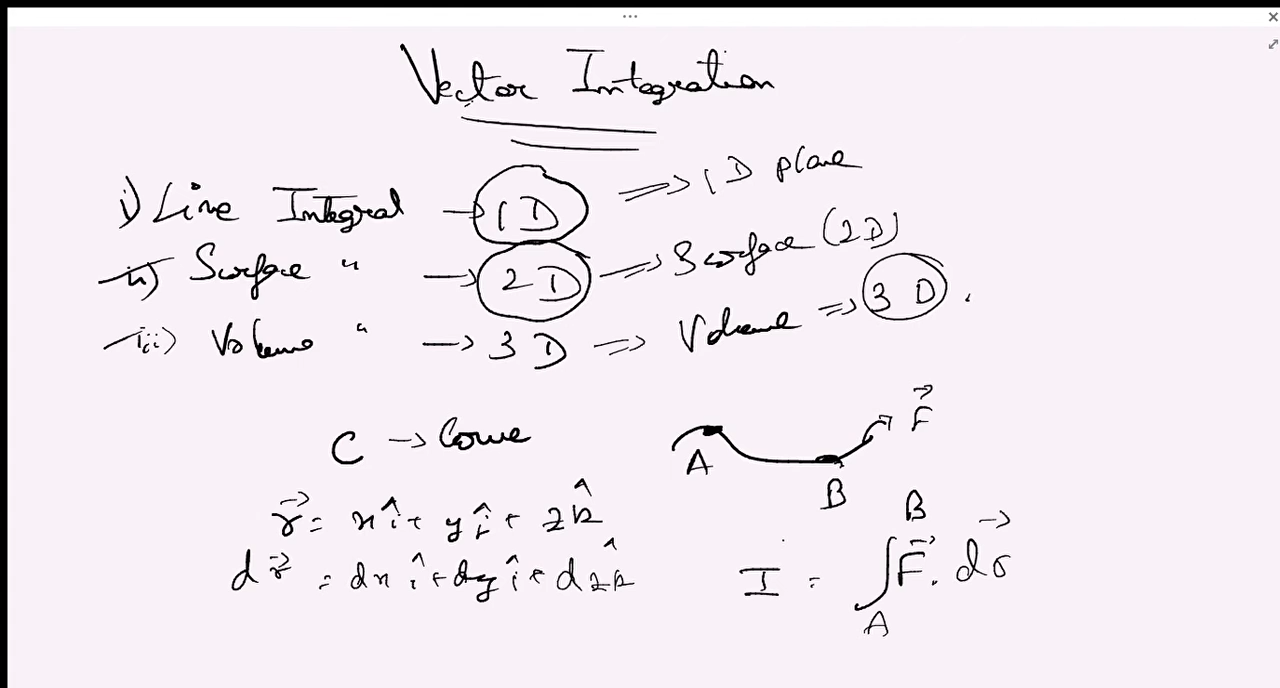 Vector Integration
i) Line Integral → 1D ⇒ 1D plane
ii) Surface " → 2D ⇒ Surface (2D)
iii) Volume " → 3D ⇒ Volume ⇒ 3D.
C → Curve
A B F⃗
r⃗ = xî + yĵ + zk̂
dr⃗ = dx î + dy ĵ + dz k̂
I = ∫_A^B F⃗. dr⃗